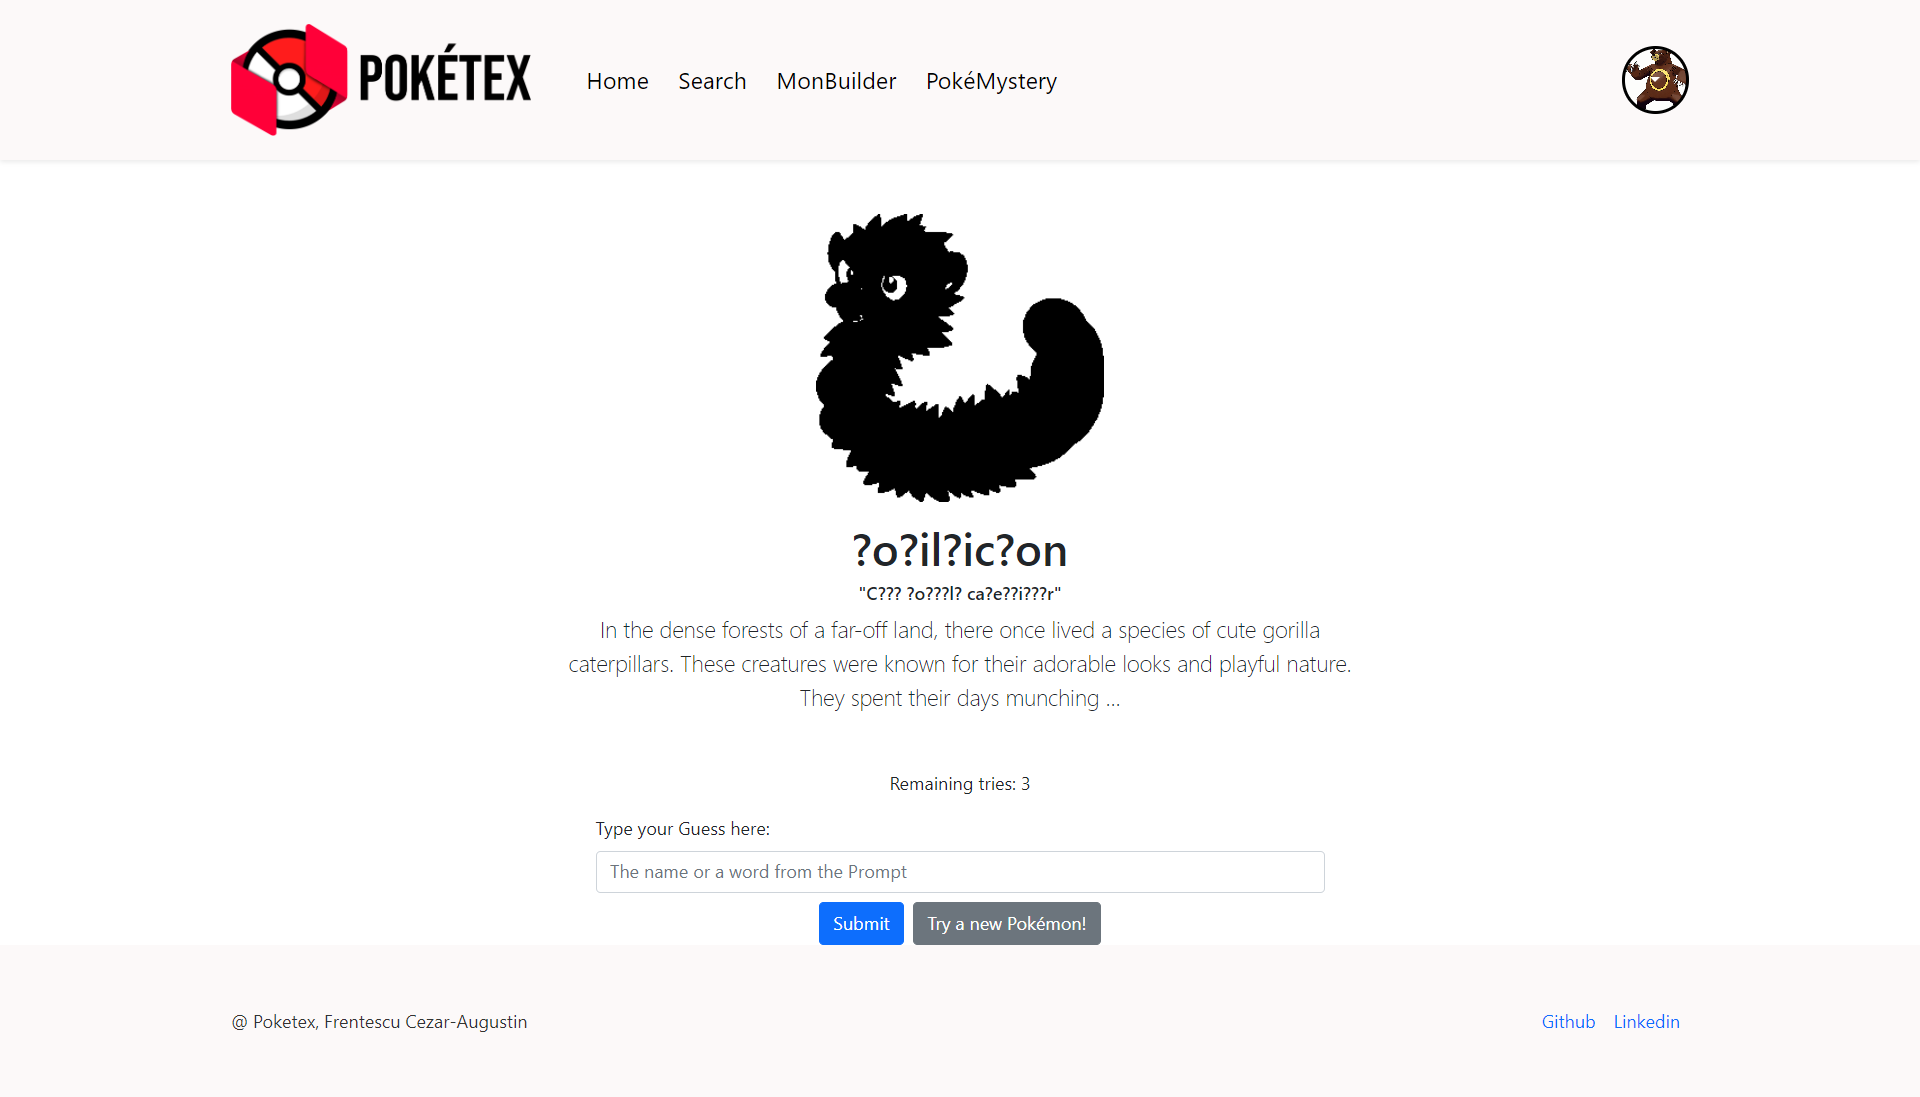 POKÉTEX
Home Search MonBuilder PokéMystery
?o?il?ic?on
"C??? ?o???l? ca?e??i???r"
In the dense forests of a far-off land, there once lived a species of cute gorilla
caterpillars. These creatures were known for their adorable looks and playful nature.
They spent their days munching ...
Remaining tries: 3
Type your Guess here:
The name or a word from the Prompt
Submit Try a new Pokémon!
@ Poketex, Frentescu Cezar-Augustin
Github Linkedin